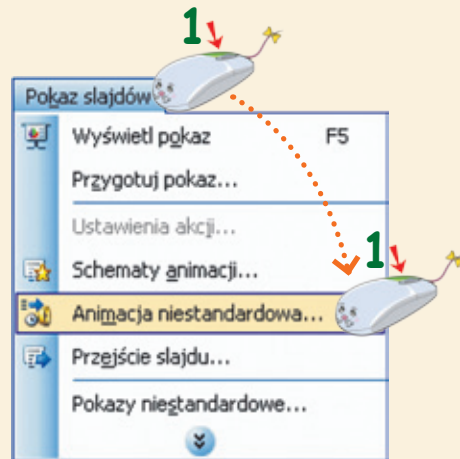 1
Pokaz slajdów
Wyświetl pokaz F5
Przygotuj pokaz...
Ustawienia akcji...
Schematy animacji...
1
Animacja niestandardowa...
Przejście slajdu...
Pokazy niestandardowe...